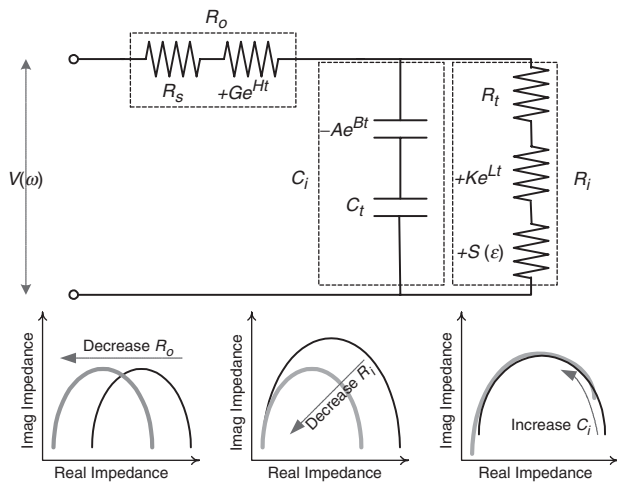 R_o
R_s
+Ge^{Ht}
V(ω)
C_i
−Ae^{Bt}
C_t
R_t
+Ke^{Lt}
+S (ε)
R_i
Imag Impedance
Decrease R_o
Real Impedance
Imag Impedance
Decrease R_i
Real Impedance
Imag Impedance
Increase C_i
Real Impedance